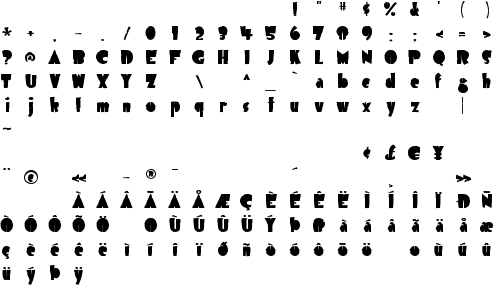 ! " # $ % & ' ( )
* + , - . / 0 1 2 3 4 5 6 7 8 9 : ; < = >
? @ A B C D E F G H I J K L M N O P Q R S
T U V W X Y Z \ ^ _ ` a b c d e f g h
i j k l m n o p q r s t u v w x y z |
~
¢ £ € ¥
¨ © « - ® ¯ ´ »
À Á Â Ã Ä Å Æ Ç È É Ê Ë Ì Í Î Ï Ð Ñ
Ò Ó Ô Õ Ö Ø Ù Ú Û Ü Ý Þ ß à á â ã ä å æ
ç è é ê ë ì í î ï ð ñ ò ó ô õ ö ø ù ú û
ü ý þ ÿ